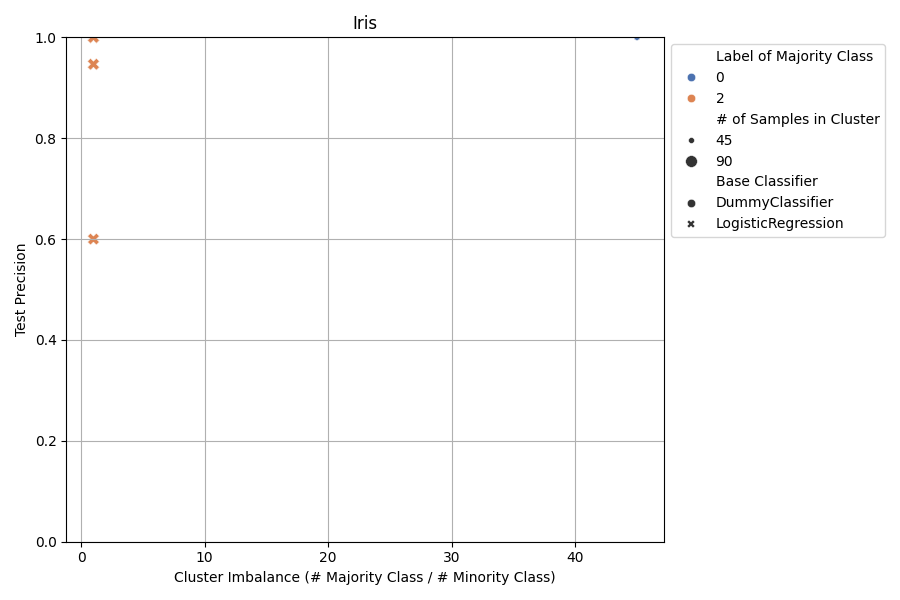 Iris
1.0
0.8
0.6
0.4
0.2
0.0
Test Precision
0 10 20 30 40
Cluster Imbalance (# Majority Class / # Minority Class)
Label of Majority Class
0
2
# of Samples in Cluster
45
90
Base Classifier
DummyClassifier
LogisticRegression